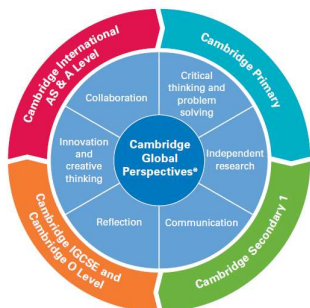 Cambridge International
AS & A Level
Cambridge Primary
Collaboration
Critical
thinking and
problem
solving
Innovation
and
creative
thinking
Cambridge
Global
Perspectives®
Independent
research
Reflection
Communication
Cambridge IGCSE and
Cambridge O Level
Cambridge Secondary 1